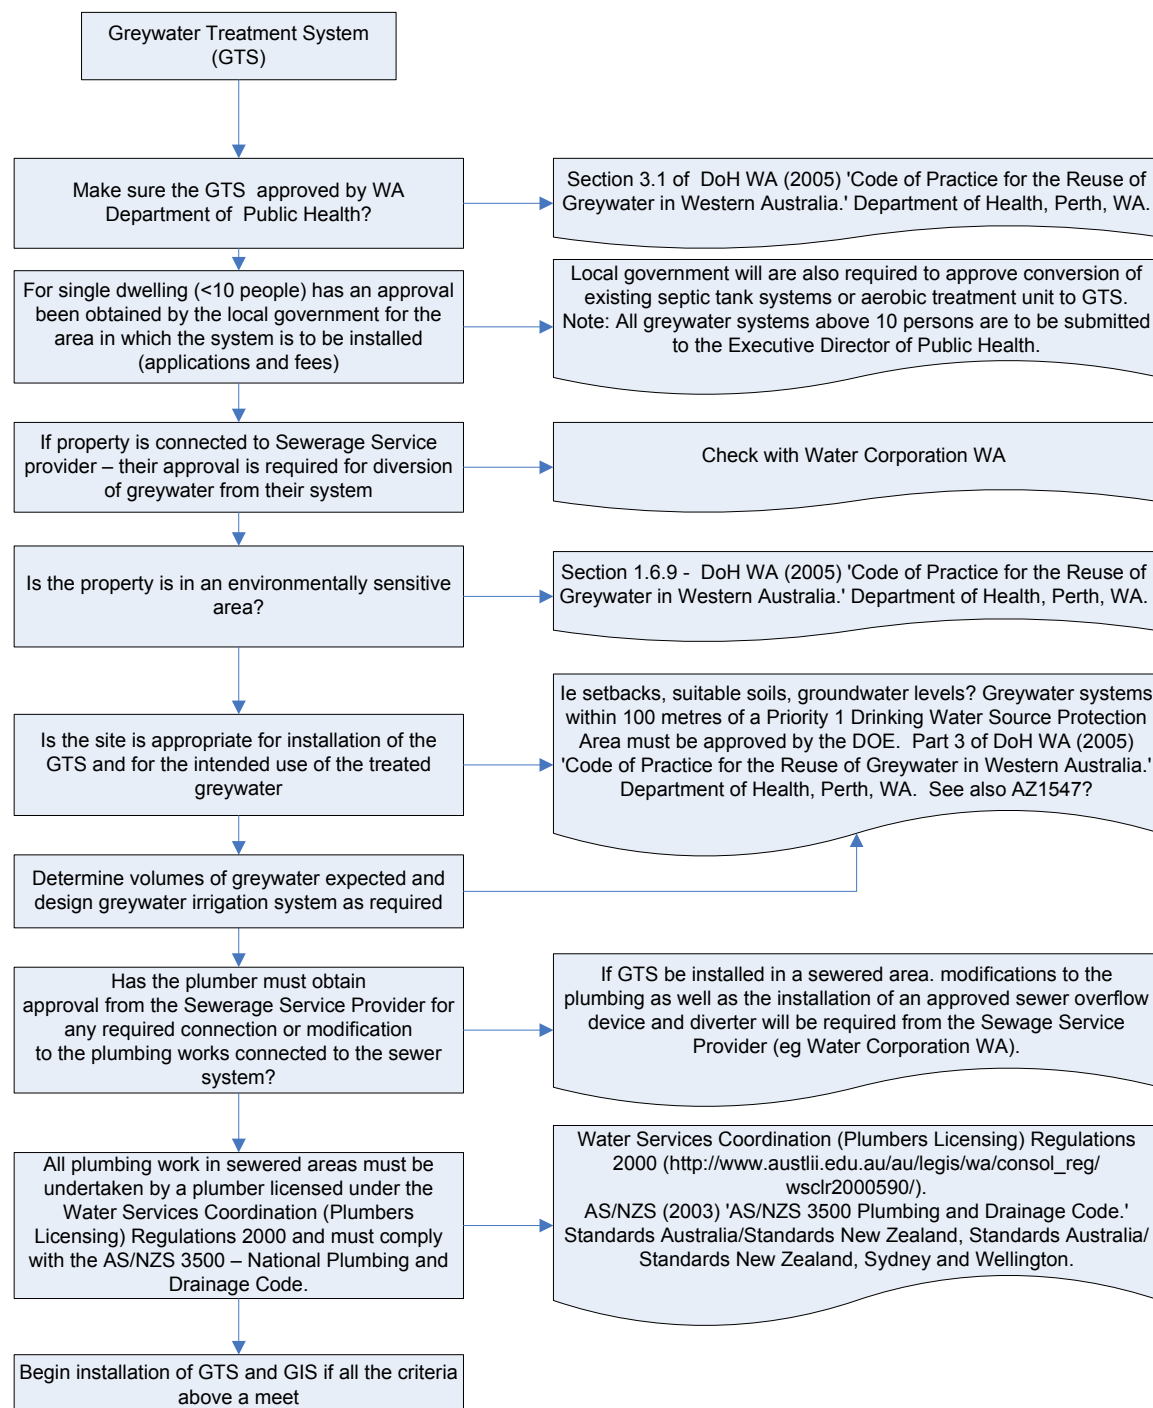 Greywater Treatment System
(GTS)
Make sure the GTS  approved by WA
Department of  Public Health?
Section 3.1 of  DoH WA (2005) 'Code of Practice for the Reuse of
Greywater in Western Australia.' Department of Health, Perth, WA.
For single dwelling (<10 people) has an approval
been obtained by the local government for the
area in which the system is to be installed
(applications and fees)
Local government will are also required to approve conversion of
existing septic tank systems or aerobic treatment unit to GTS.
Note: All greywater systems above 10 persons are to be submitted
to the Executive Director of Public Health.
If property is connected to Sewerage Service
provider – their approval is required for diversion
of greywater from their system
Check with Water Corporation WA
Is the property is in an environmentally sensitive
area?
Section 1.6.9 -  DoH WA (2005) 'Code of Practice for the Reuse of
Greywater in Western Australia.' Department of Health, Perth, WA.
Is the site is appropriate for installation of the
GTS and for the intended use of the treated
greywater
Ie setbacks, suitable soils, groundwater levels? Greywater systems
within 100 metres of a Priority 1 Drinking Water Source Protection
Area must be approved by the DOE.  Part 3 of DoH WA (2005)
'Code of Practice for the Reuse of Greywater in Western Australia.'
Department of Health, Perth, WA.  See also AZ1547?
Determine volumes of greywater expected and
design greywater irrigation system as required
Has the plumber must obtain
approval from the Sewerage Service Provider for
any required connection or modification
to the plumbing works connected to the sewer
system?
If GTS be installed in a sewered area. modifications to the
plumbing as well as the installation of an approved sewer overflow
device and diverter will be required from the Sewage Service
Provider (eg Water Corporation WA).
All plumbing work in sewered areas must be
undertaken by a plumber licensed under the
Water Services Coordination (Plumbers
Licensing) Regulations 2000 and must comply
with the AS/NZS 3500 – National Plumbing and
Drainage Code.
Water Services Coordination (Plumbers Licensing) Regulations
2000 (http://www.austlii.edu.au/au/legis/wa/consol_reg/
wsclr2000590/).
AS/NZS (2003) 'AS/NZS 3500 Plumbing and Drainage Code.'
Standards Australia/Standards New Zealand, Standards Australia/
Standards New Zealand, Sydney and Wellington.
Begin installation of GTS and GIS if all the criteria
above a meet